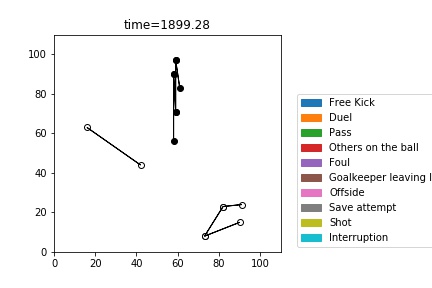 time=1899.28
100
80
60
40
20
0
0 20 40 60 80 100
Free Kick
Duel
Pass
Others on the ball
Foul
Goalkeeper leaving l
Offside
Save attempt
Shot
Interruption